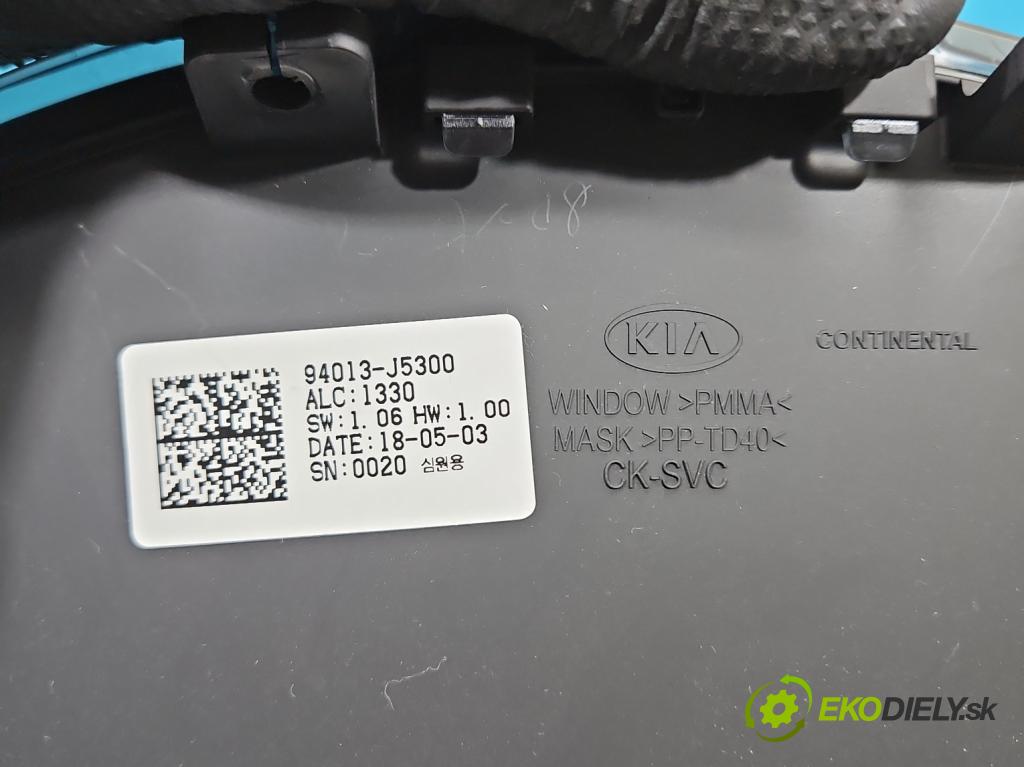 94013-J5300
ALC:1330
SW:1.06 HW:1.00
DATE:18-05-03
SN:0020 심원용
KIA
CONTINENTAL
WINDOW >PMMA<
MASK >PP-TD40<
CK-SVC
EKODIELY.sk